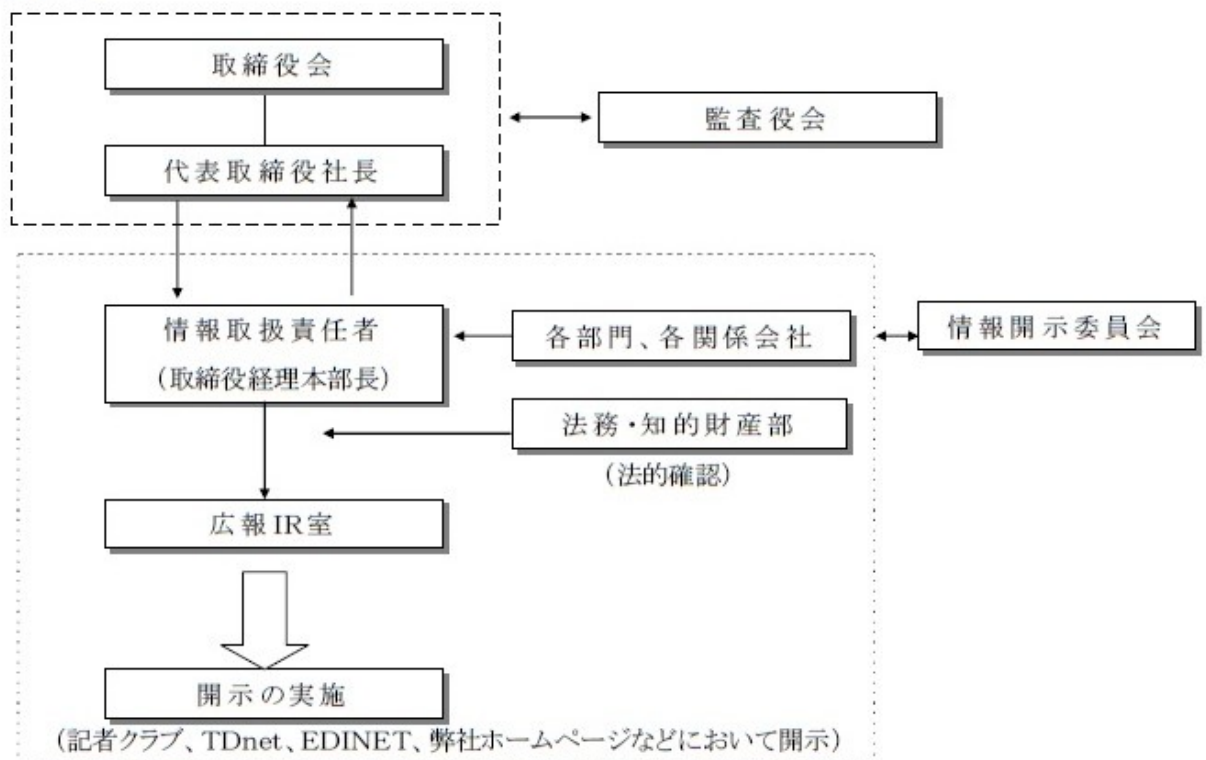 取締役会
監査役会
代表取締役社長
情報取扱責任者
(取締役経理本部長)
各部門、各関係会社
情報開示委員会
法務・知的財産部
(法的確認)
広報IR室
開示の実施
(記者クラブ、TDnet、EDINET、弊社ホームページなどにおいて開示)